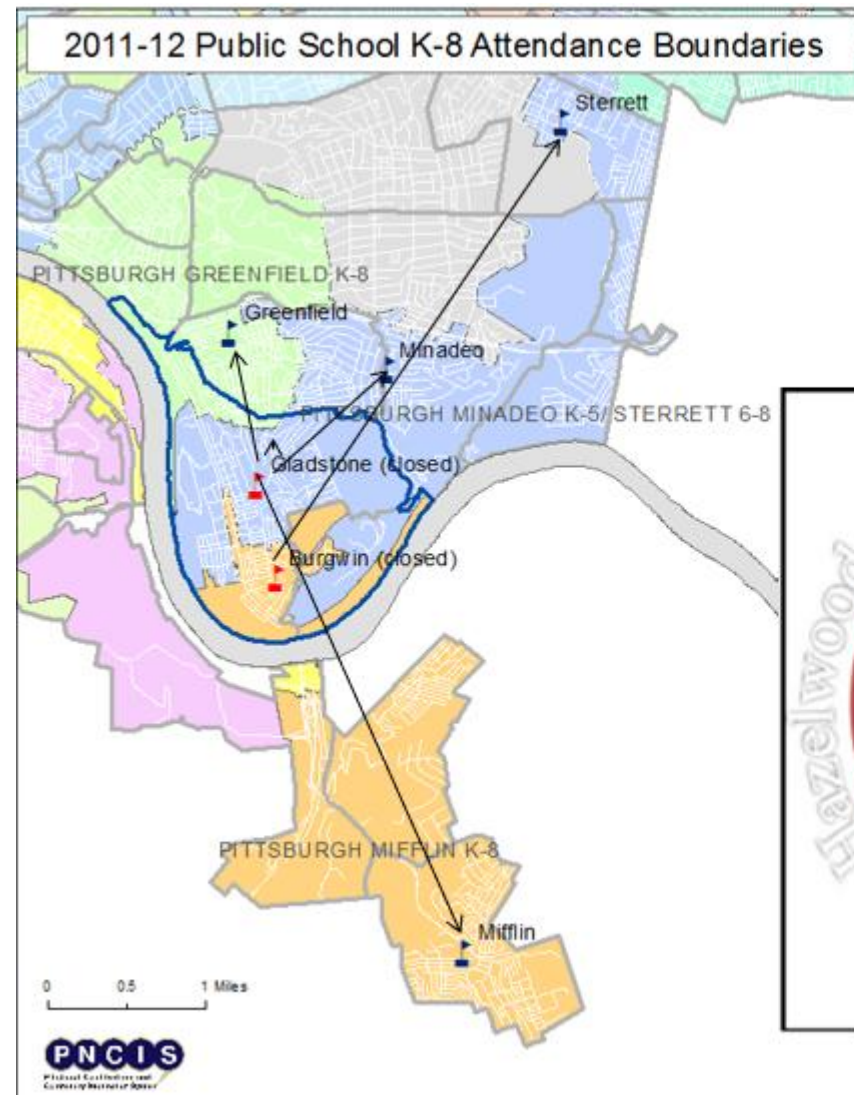 2011-12 Public School K-8 Attendance Boundaries
Sterrett
PITTSBURGH GREENFIELD K-8
Greenfield
Minadeo
PITTSBURGH MINADEO K-5/ STERRETT 6-8
Gladstone (closed)
Burgwin (closed)
Hazelwood
PITTSBURGH MIFFLIN K-8
Mifflin
0 0.5 1 Miles
PNCIS